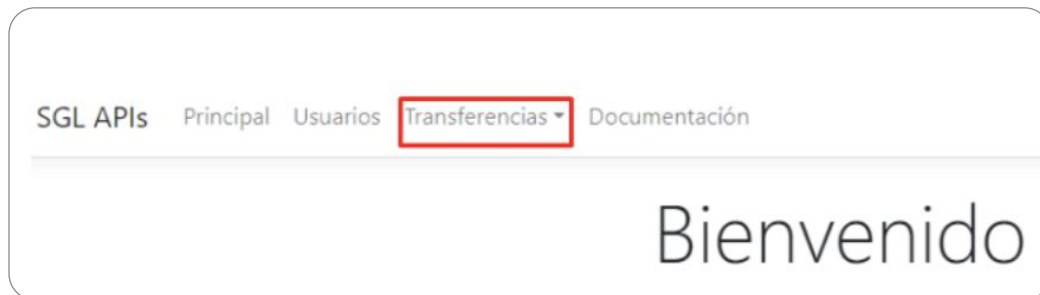 SGL APIs Principal Usuarios Transferencias Documentación
Bienvenido